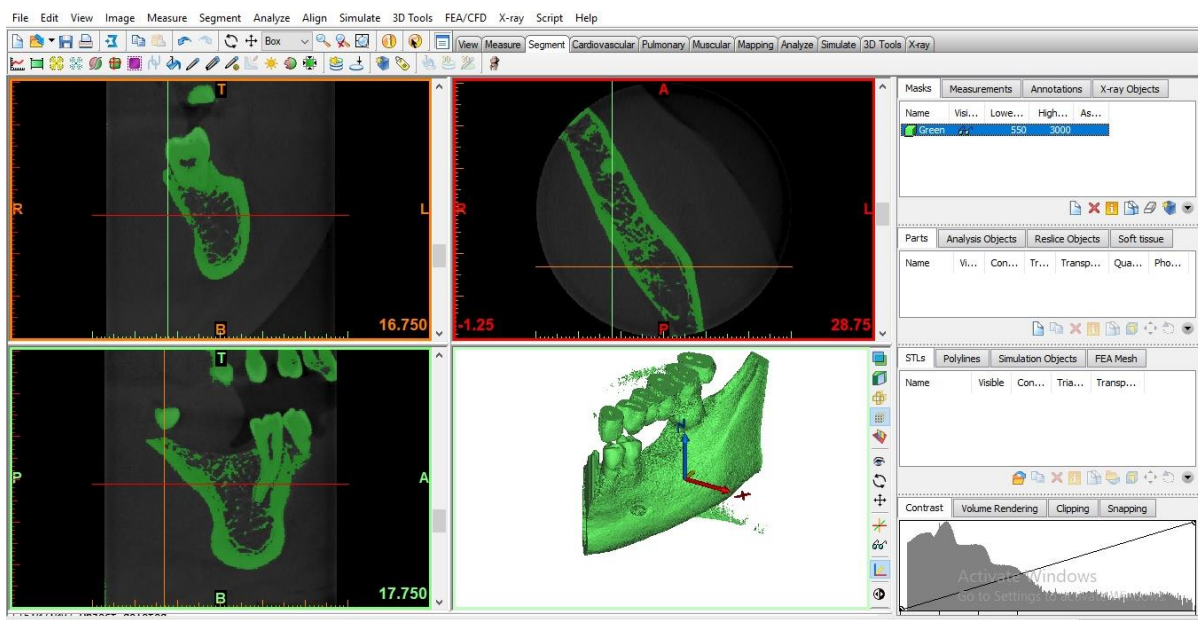 File Edit View Image Measure Segment Analyze Align Simulate 3D Tools FEA/CFD X-ray Script Help
Box
View Measure Segment Cardiovascular Pulmonary Muscular Mapping Analyze Simulate 3D Tools X-ray
T
R
L
B
16.750
A
R
L
P
-1.25
28.75
T
P
A
B
17.750
Z
X
Masks Measurements Annotations X-ray Objects
Name Visi... Lowe... High... As...
Green 550 3000
Parts Analysis Objects Reslice Objects Soft tissue
Name Vi... Con... Tr... Transp... Qua... Pho...
STLs Polylines Simulation Objects FEA Mesh
Name Visible Con... Tria... Transp...
Contrast Volume Rendering Clipping Snapping
Activate Windows